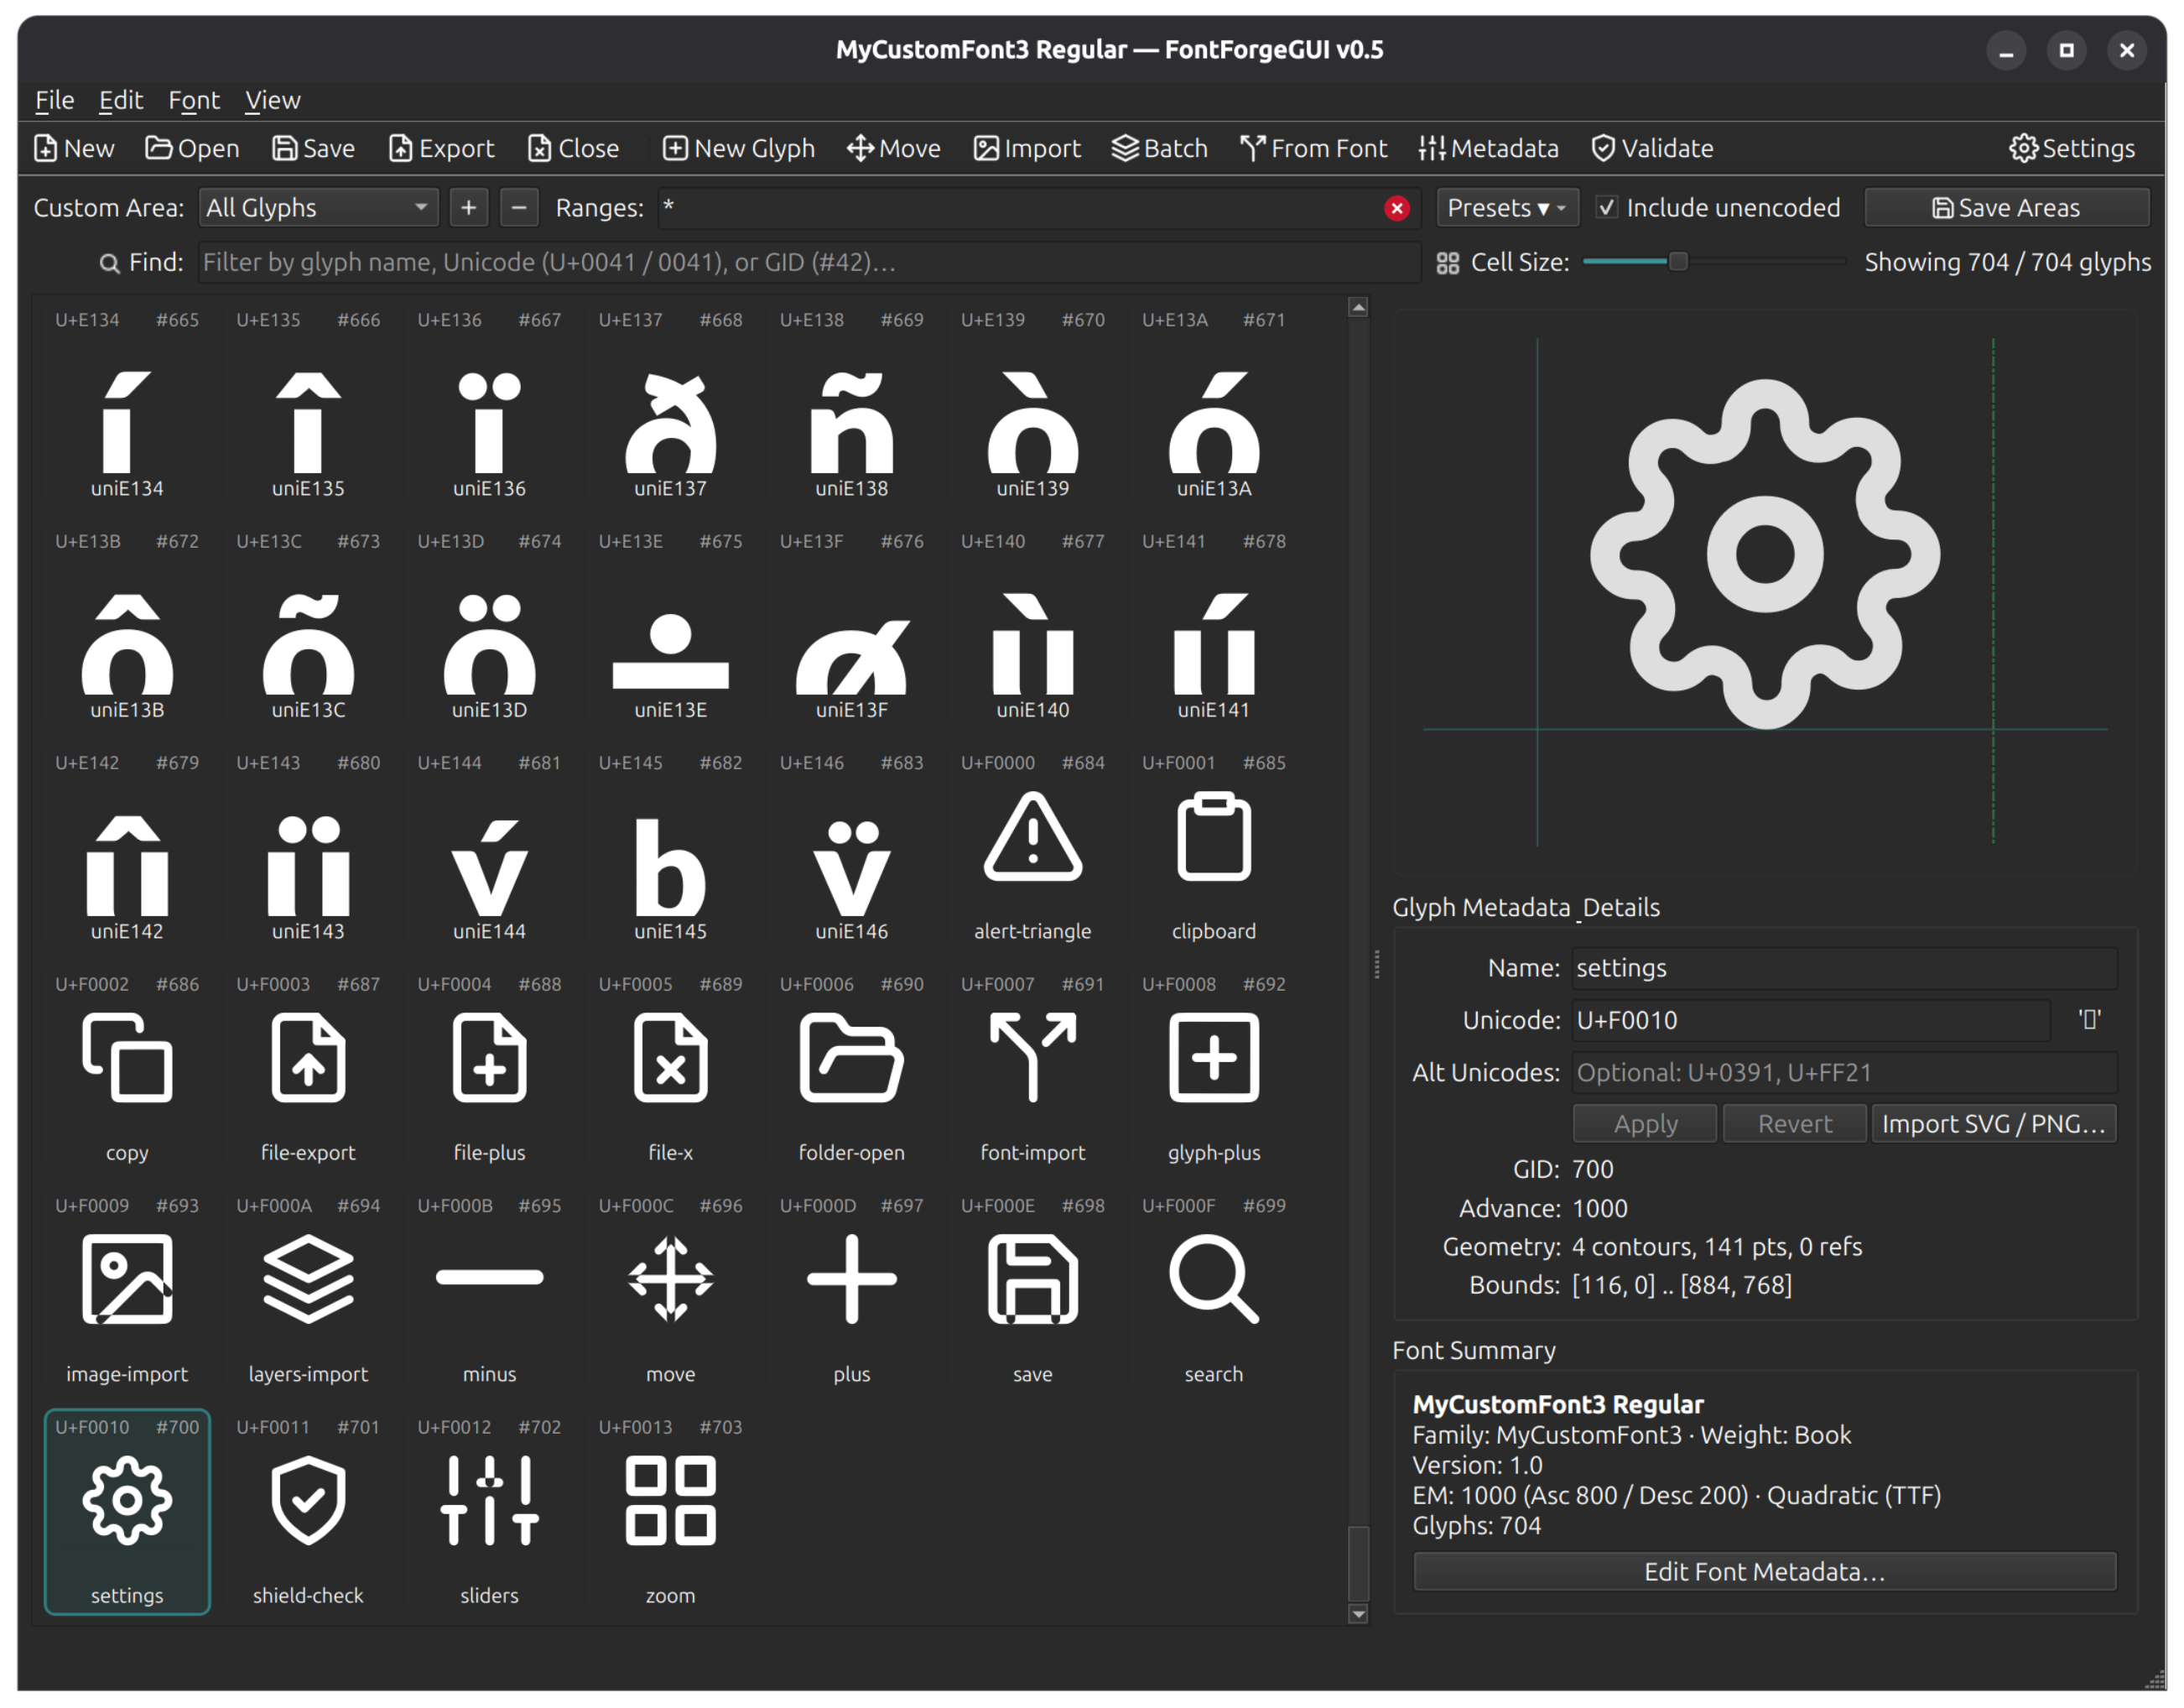 MyCustomFont3 Regular — FontForgeGUI v0.5
File Edit Font View
New Open Save Export Close New Glyph Move Import Batch From Font Metadata Validate Settings
Custom Area: All Glyphs + − Ranges: * Presets ▾ Include unencoded Save Areas
Find: Filter by glyph name, Unicode (U+0041 / 0041), or GID (#42)… Cell Size: Showing 704 / 704 glyphs
U+E134 #665 U+E135 #666 U+E136 #667 U+E137 #668 U+E138 #669 U+E139 #670 U+E13A #671
í î ï ð ñ ò ó
uniE134 uniE135 uniE136 uniE137 uniE138 uniE139 uniE13A
U+E13B #672 U+E13C #673 U+E13D #674 U+E13E #675 U+E13F #676 U+E140 #677 U+E141 #678
ô õ ö ÷ ø ù ú
uniE13B uniE13C uniE13D uniE13E uniE13F uniE140 uniE141
U+E142 #679 U+E143 #680 U+E144 #681 U+E145 #682 U+E146 #683 U+F0000 #684 U+F0001 #685
û ü ý þ ÿ
uniE142 uniE143 uniE144 uniE145 uniE146 alert-triangle clipboard
U+F0002 #686 U+F0003 #687 U+F0004 #688 U+F0005 #689 U+F0006 #690 U+F0007 #691 U+F0008 #692
copy file-export file-plus file-x folder-open font-import glyph-plus
U+F0009 #693 U+F000A #694 U+F000B #695 U+F000C #696 U+F000D #697 U+F000E #698 U+F000F #699
image-import layers-import minus move plus save search
U+F0010 #700 U+F0011 #701 U+F0012 #702 U+F0013 #703
settings shield-check sliders zoom
Glyph Metadata Details
Name: settings
Unicode: U+F0010 '▯'
Alt Unicodes: Optional: U+0391, U+FF21
Apply Revert Import SVG / PNG…
GID: 700
Advance: 1000
Geometry: 4 contours, 141 pts, 0 refs
Bounds: [116, 0] .. [884, 768]
Font Summary
MyCustomFont3 Regular
Family: MyCustomFont3 · Weight: Book
Version: 1.0
EM: 1000 (Asc 800 / Desc 200) · Quadratic (TTF)
Glyphs: 704
Edit Font Metadata…